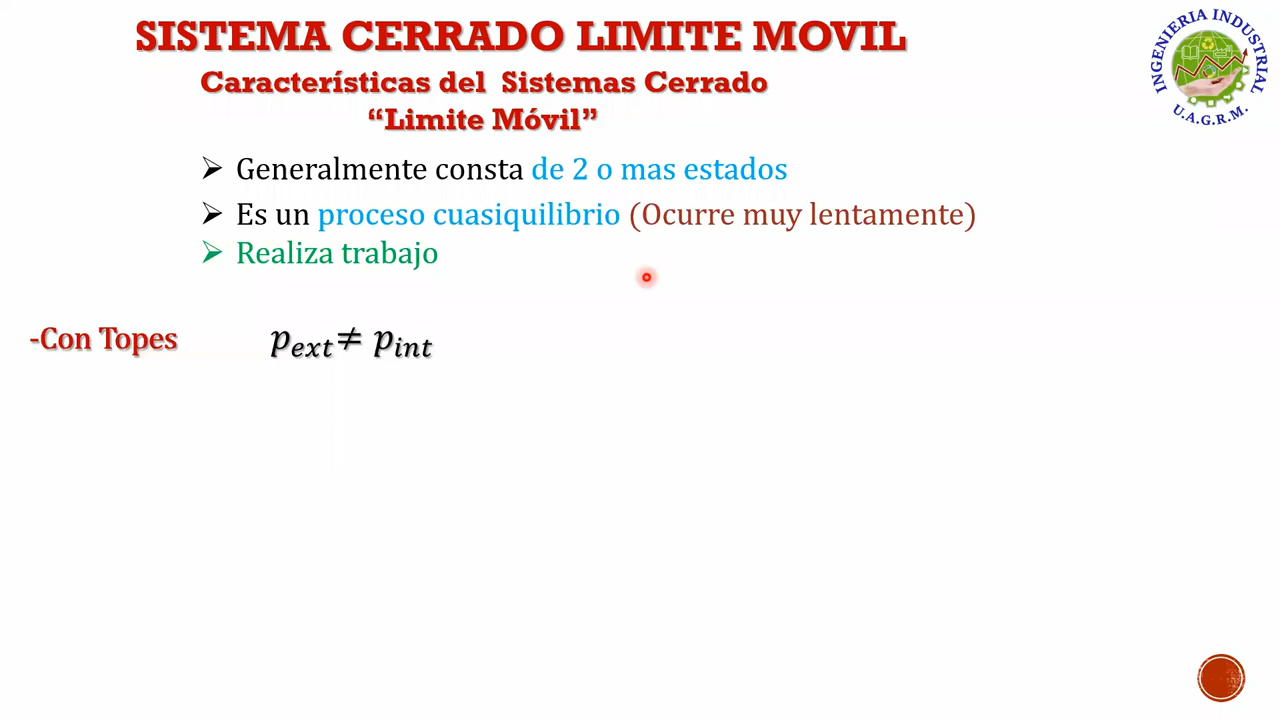 SISTEMA CERRADO LIMITE MOVIL
Características del Sistemas Cerrado
“Limite Móvil”
➢ Generalmente consta de 2 o mas estados
➢ Es un proceso cuasiquilibrio (Ocurre muy lentamente)
➢ Realiza trabajo
-Con Topes p_ext ≠ p_int
INGENIERIA INDUSTRIAL
U.A.G.R.M.